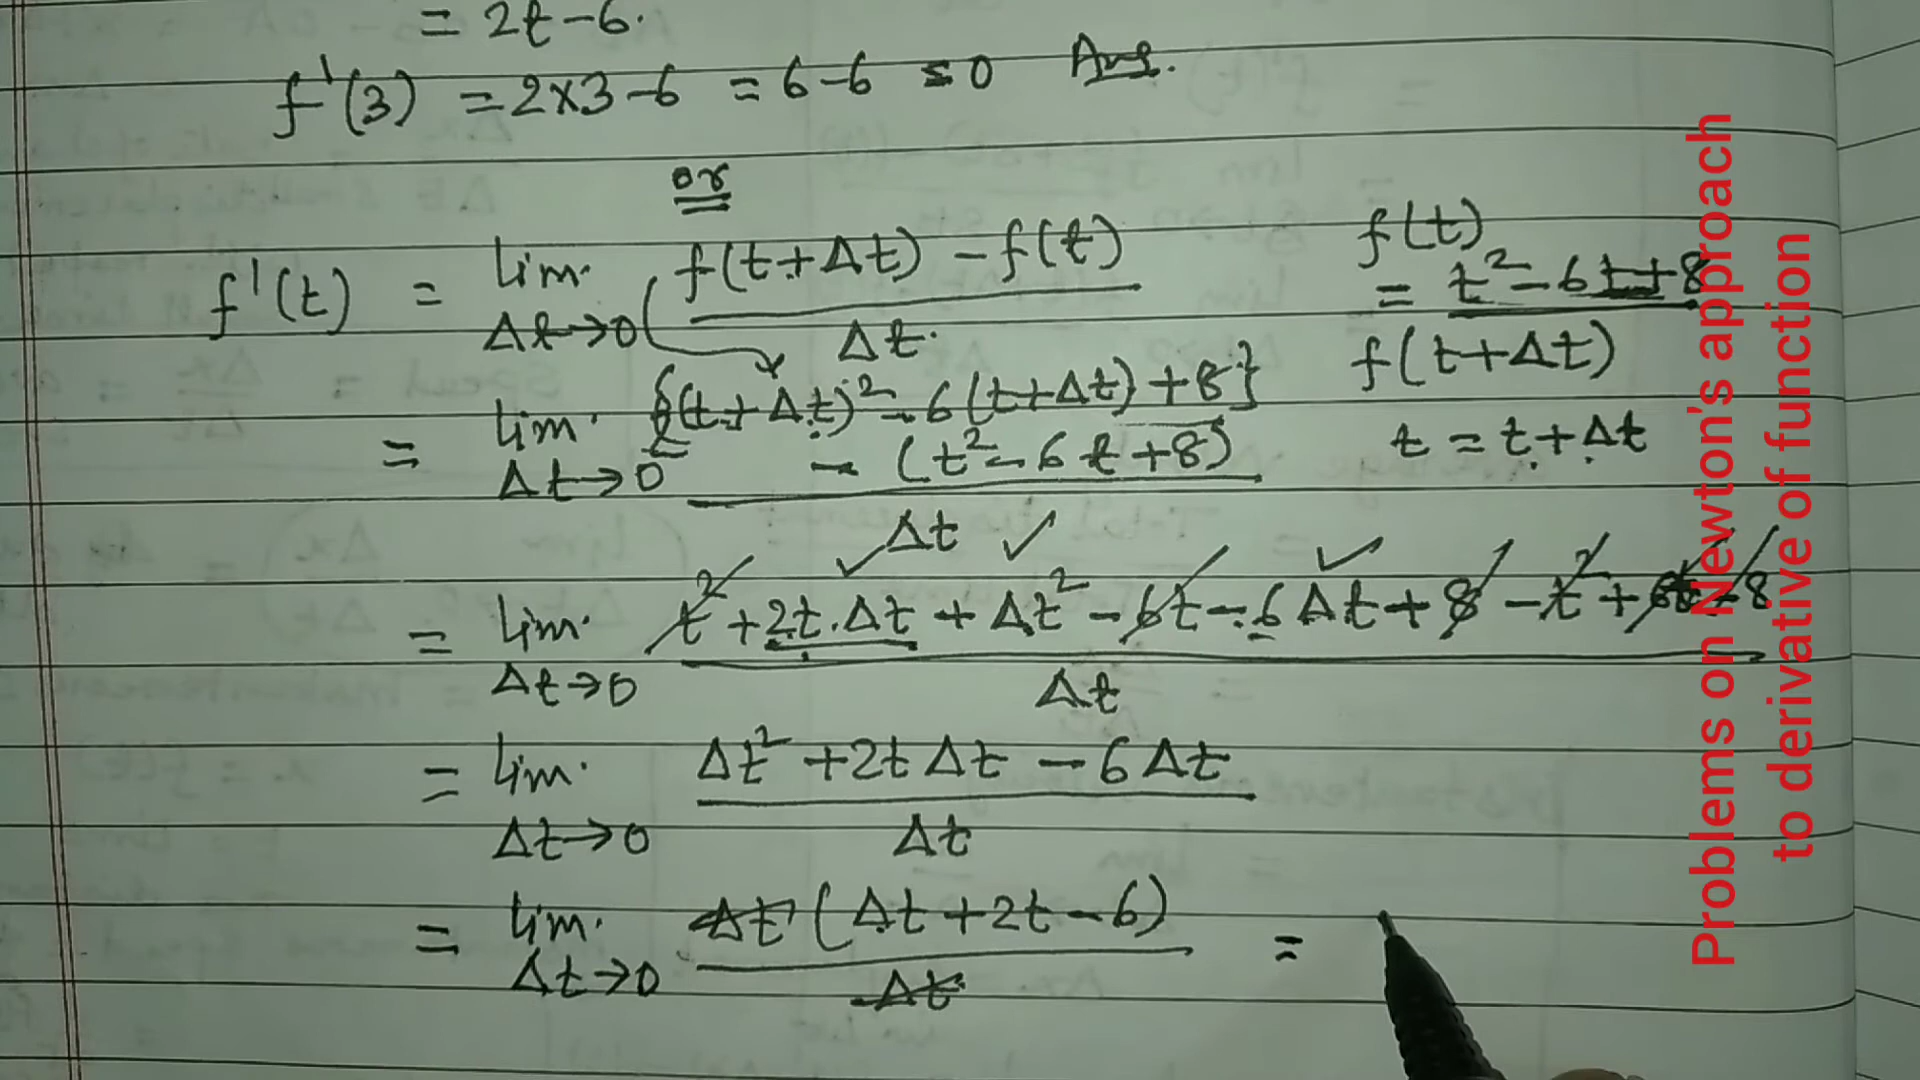 = 2t-6.
f'(3) = 2×3-6 = 6-6 = 0 Ans.
or
f'(t) = lim. Δt→0 f(t+Δt) - f(t) / Δt.
f(t)
= t²-6t+8
f(t+Δt)
t = t+Δt
= lim. Δt→0 {(t+Δt)² - 6(t+Δt) + 8}
- (t²-6t+8)
Δt
= lim. Δt→0 t² + 2t.Δt + Δt² - 6t - 6Δt + 8 - t² + 6t - 8 / Δt
= lim. Δt→0 Δt² + 2tΔt - 6Δt / Δt
= lim. Δt→0 Δt (Δt+2t-6) / Δt =
Problems on Newton's approach
to derivative of function